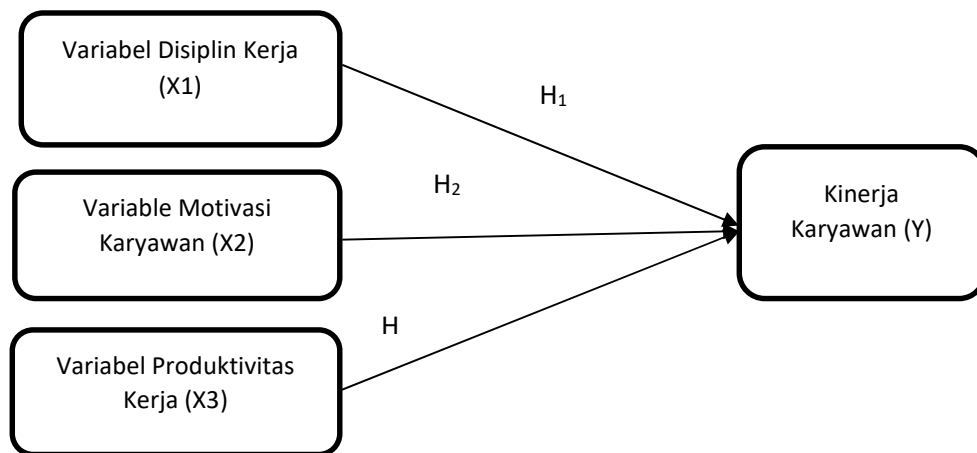 Variabel Disiplin Kerja
(X1)
H₁
Variable Motivasi
Karyawan (X2)
H₂
Kinerja
Karyawan (Y)
Variabel Produktivitas
Kerja (X3)
H